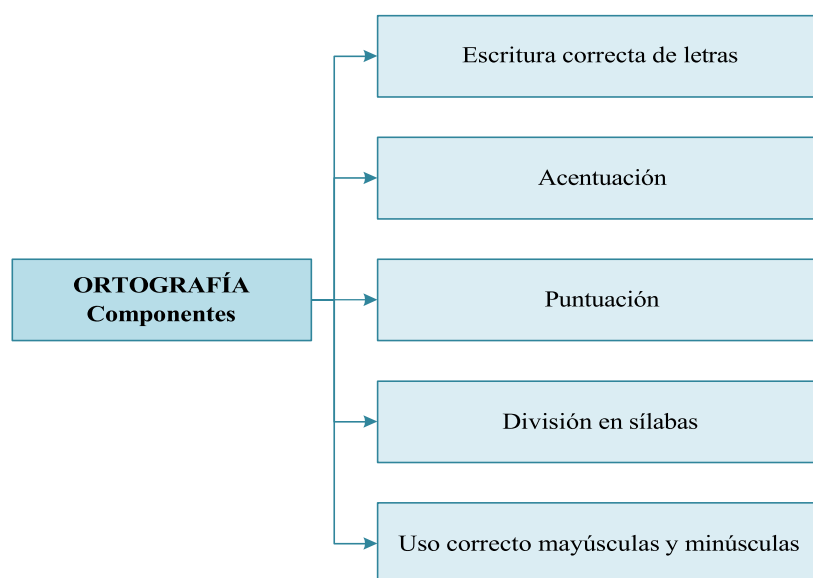 Escritura correcta de letras
Acentuación
ORTOGRAFÍA
Componentes
Puntuación
División en sílabas
Uso correcto mayúsculas y minúsculas